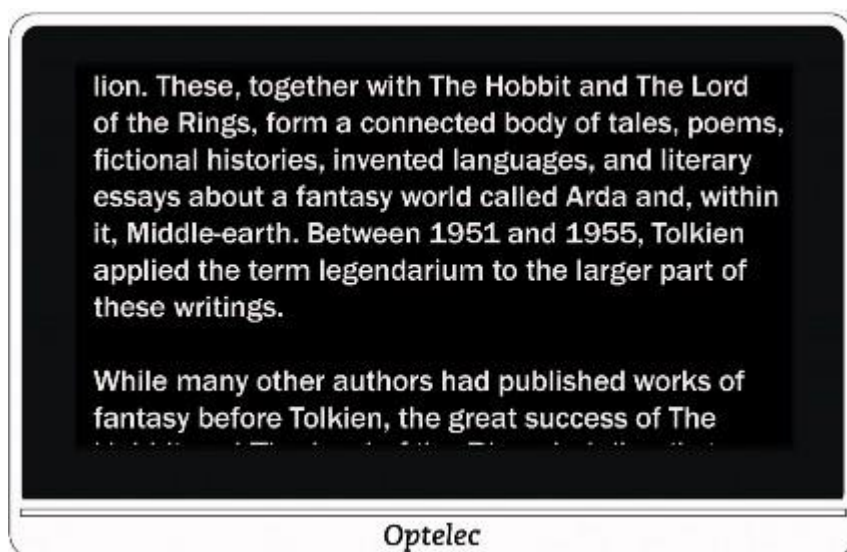 lion. These, together with The Hobbit and The Lord
of the Rings, form a connected body of tales, poems,
fictional histories, invented languages, and literary
essays about a fantasy world called Arda and, within
it, Middle-earth. Between 1951 and 1955, Tolkien
applied the term legendarium to the larger part of
these writings.
While many other authors had published works of
fantasy before Tolkien, the great success of The
Optelec